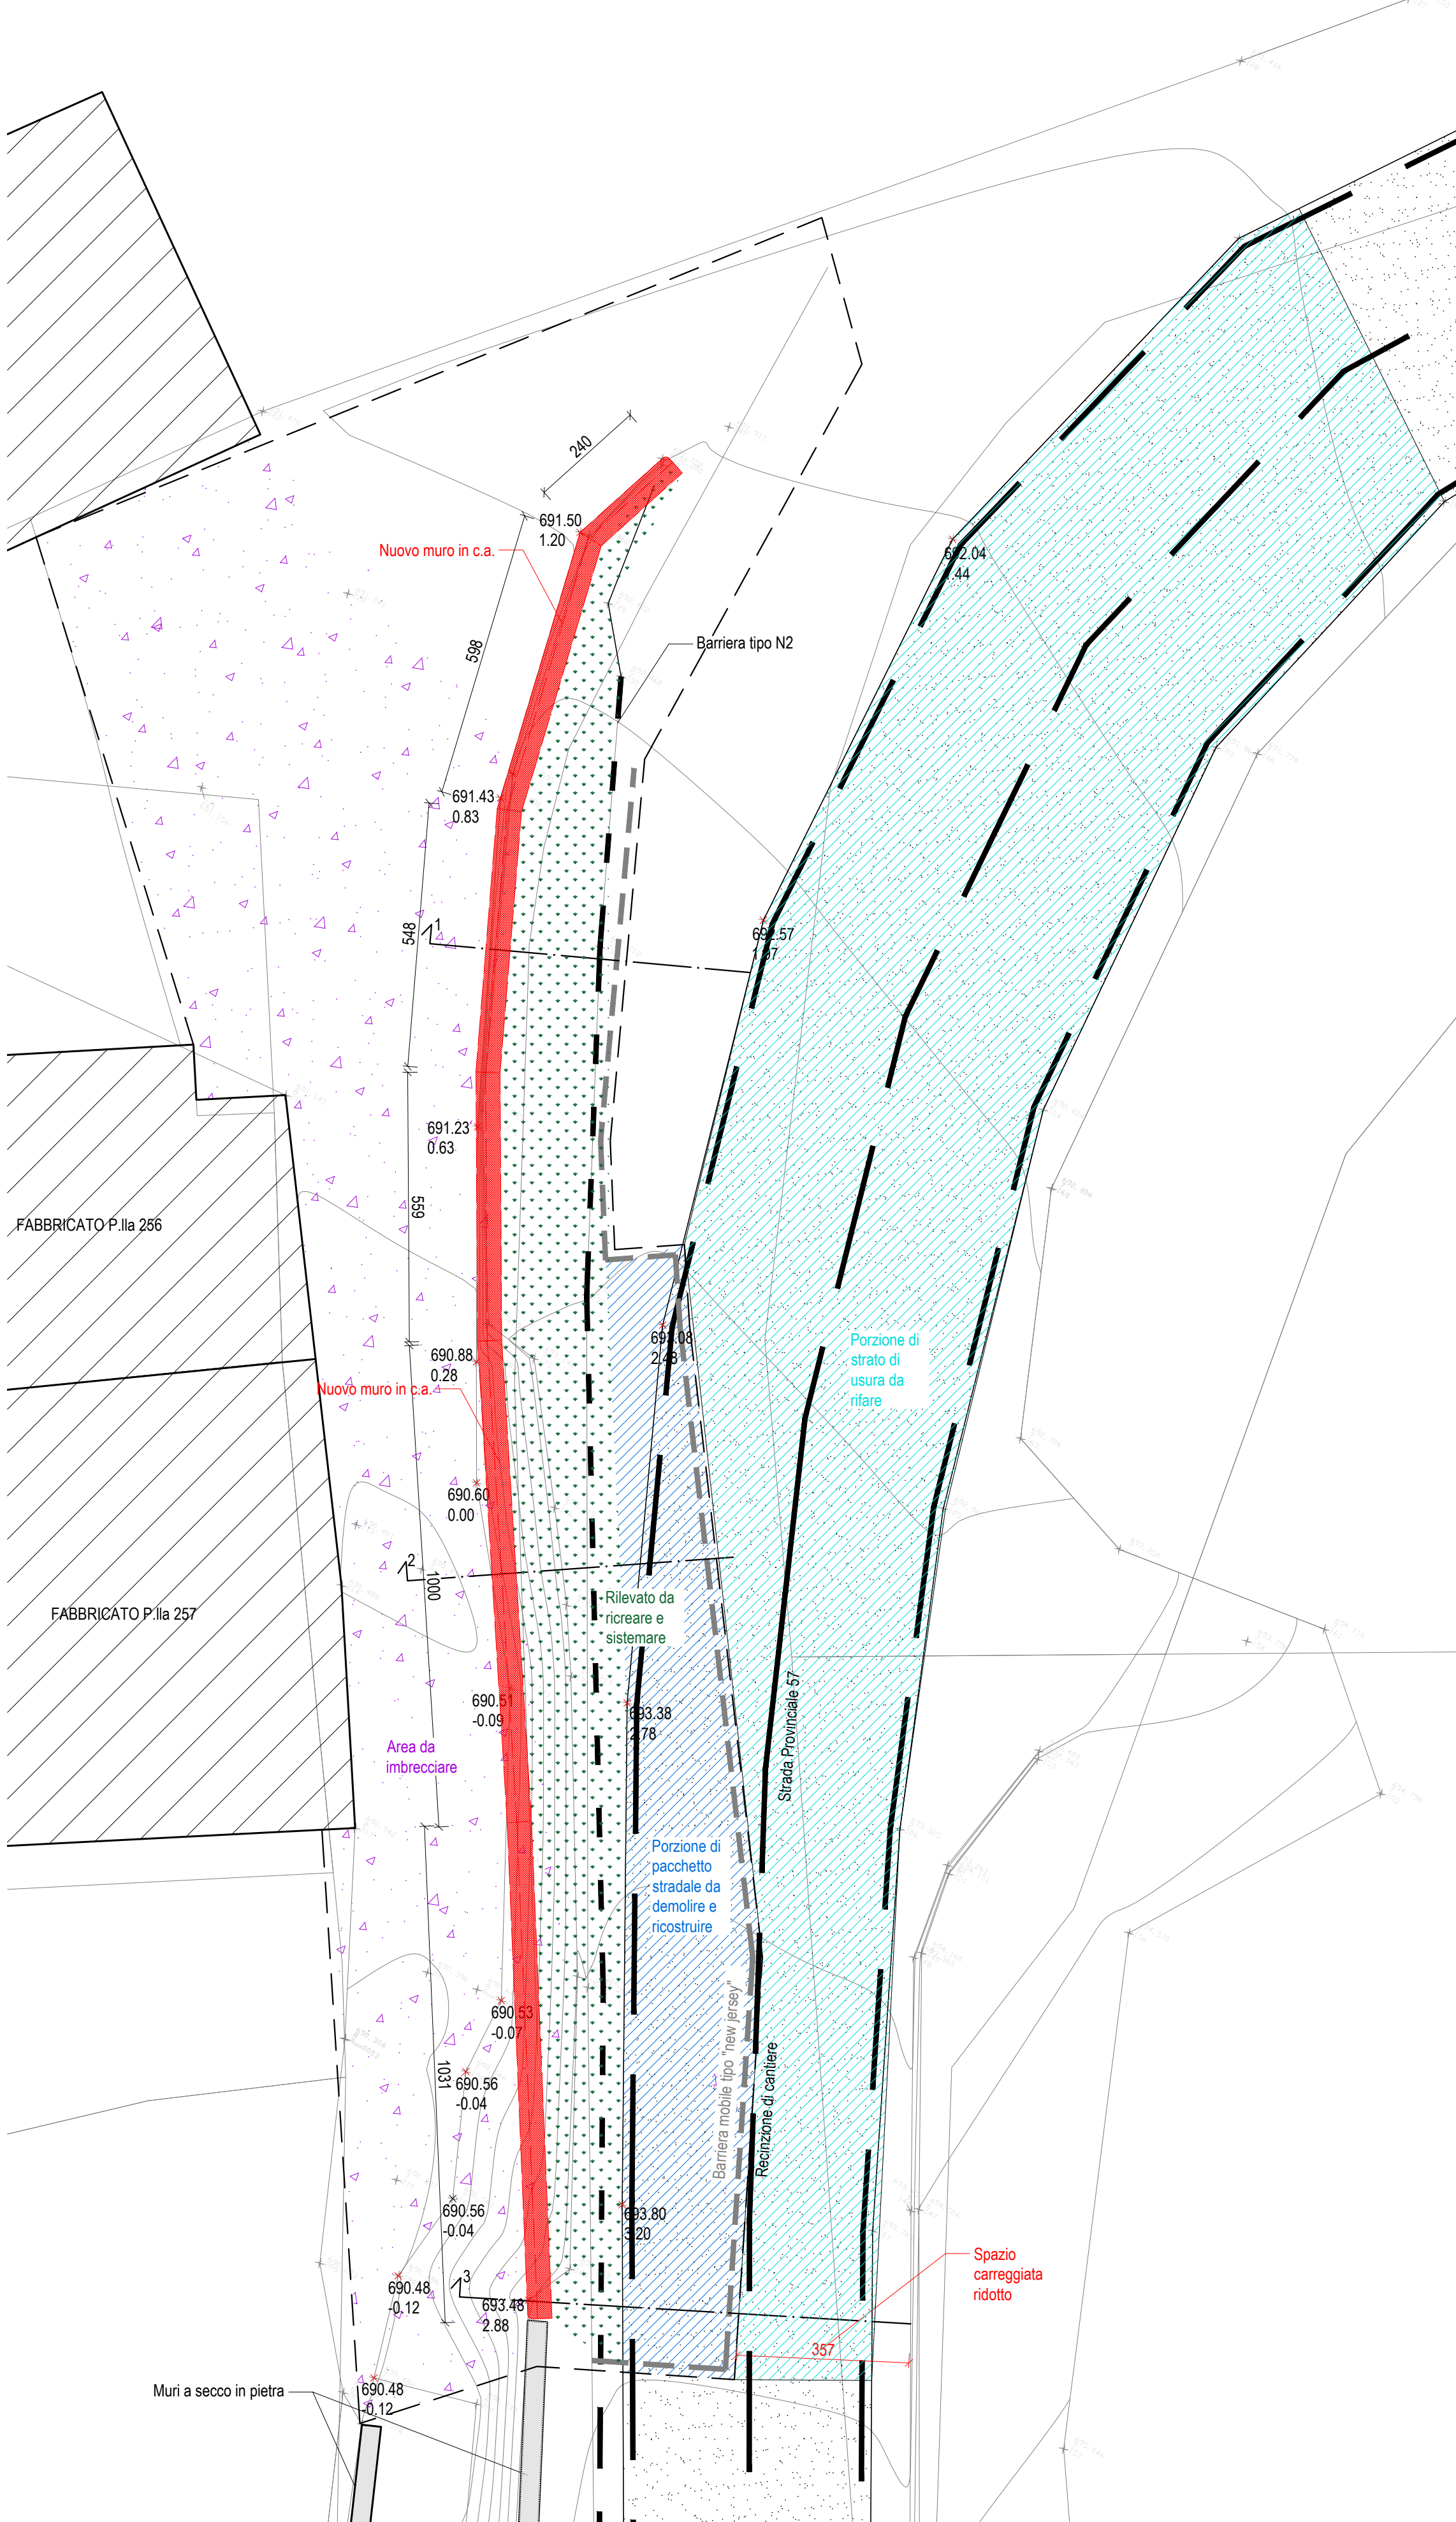 240
691.50
1.20
Nuovo muro in c.a.
692.04
1.44
598
Barriera tipo N2
691.43
0.83
548
1
692.57
1.97
691.23
0.63
559
FABBRICATO P.lla 256
693.08
2.48
Porzione di
strato di
usura da
rifare
690.88
0.28
Nuovo muro in c.a.
690.60
0.00
2
1000
FABBRICATO P.lla 257
Rilevato da
ricreare e
sistemare
690.51
-0.09
693.38
2.78
Strada Provinciale 57
Area da
imbrecciare
Porzione di
pacchetto
stradale da
demolire e
ricostruire
690.53
-0.07
Barriera mobile tipo "new jersey"
Recinzione di cantiere
1031
690.56
-0.04
690.56
-0.04
693.80
3.20
Spazio
carreggiata
ridotto
3
690.48
-0.12
693.48
2.88
357
Muri a secco in pietra
690.48
-0.12